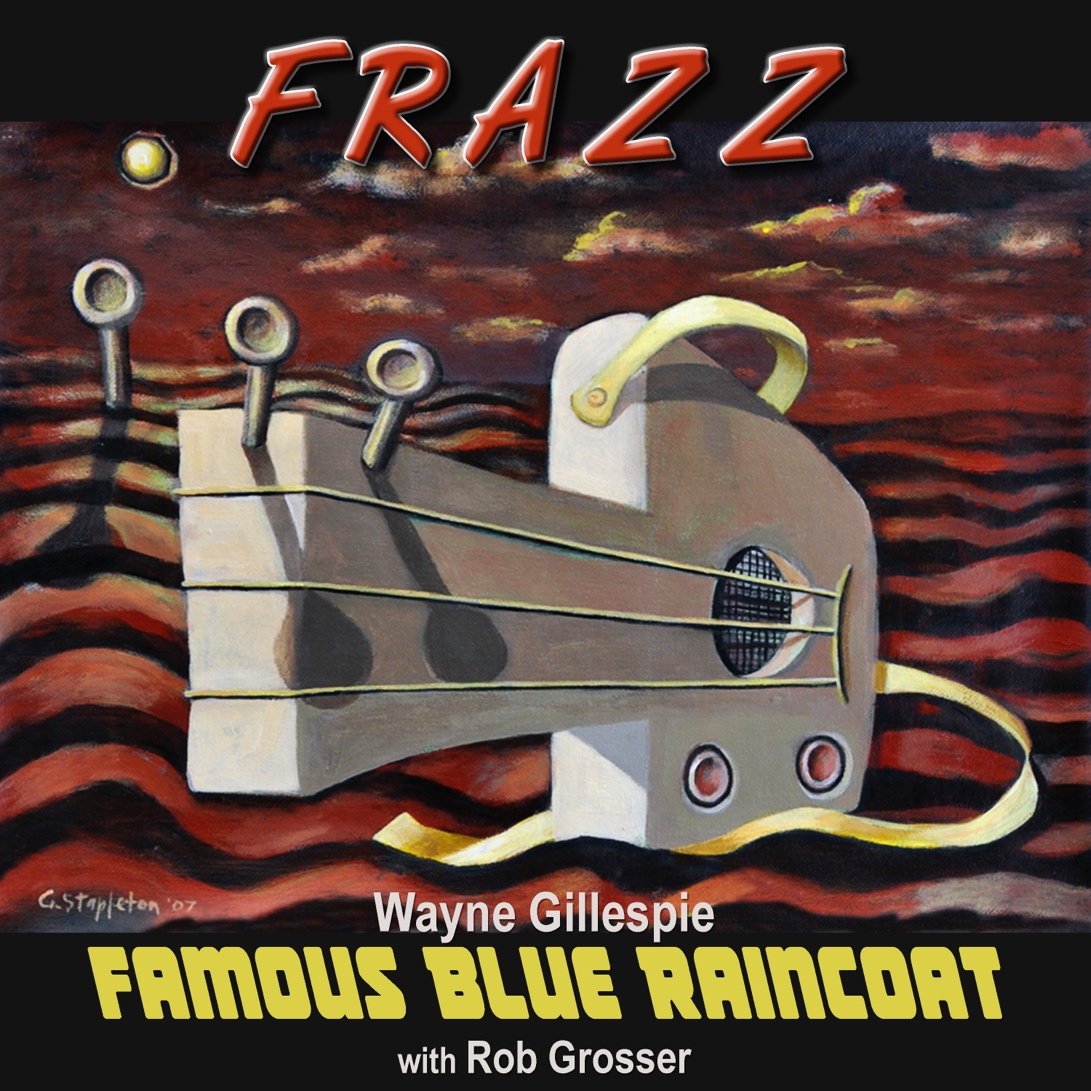 FRAZZ
G. Stapleton '07
Wayne Gillespie
FAMOUS BLUE RAINCOAT
with Rob Grosser